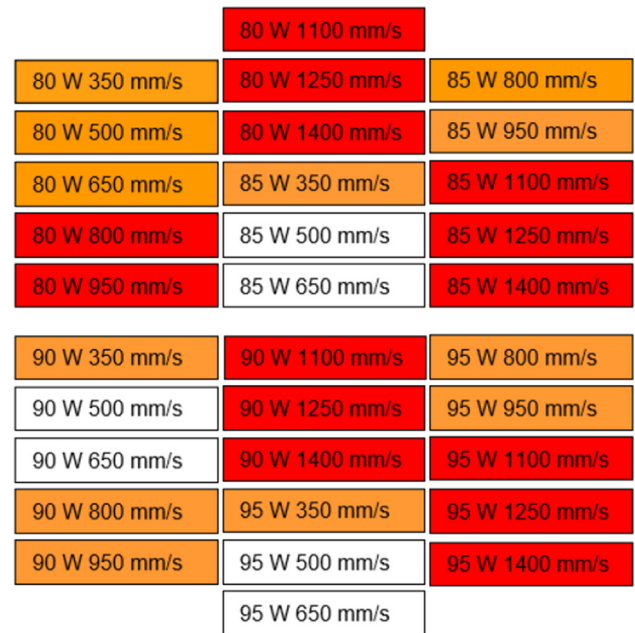 80 W 1100 mm/s
80 W 350 mm/s 80 W 1250 mm/s 85 W 800 mm/s
80 W 500 mm/s 80 W 1400 mm/s 85 W 950 mm/s
80 W 650 mm/s 85 W 350 mm/s 85 W 1100 mm/s
80 W 800 mm/s 85 W 500 mm/s 85 W 1250 mm/s
80 W 950 mm/s 85 W 650 mm/s 85 W 1400 mm/s
90 W 350 mm/s 90 W 1100 mm/s 95 W 800 mm/s
90 W 500 mm/s 90 W 1250 mm/s 95 W 950 mm/s
90 W 650 mm/s 90 W 1400 mm/s 95 W 1100 mm/s
90 W 800 mm/s 95 W 350 mm/s 95 W 1250 mm/s
90 W 950 mm/s 95 W 500 mm/s 95 W 1400 mm/s
95 W 650 mm/s